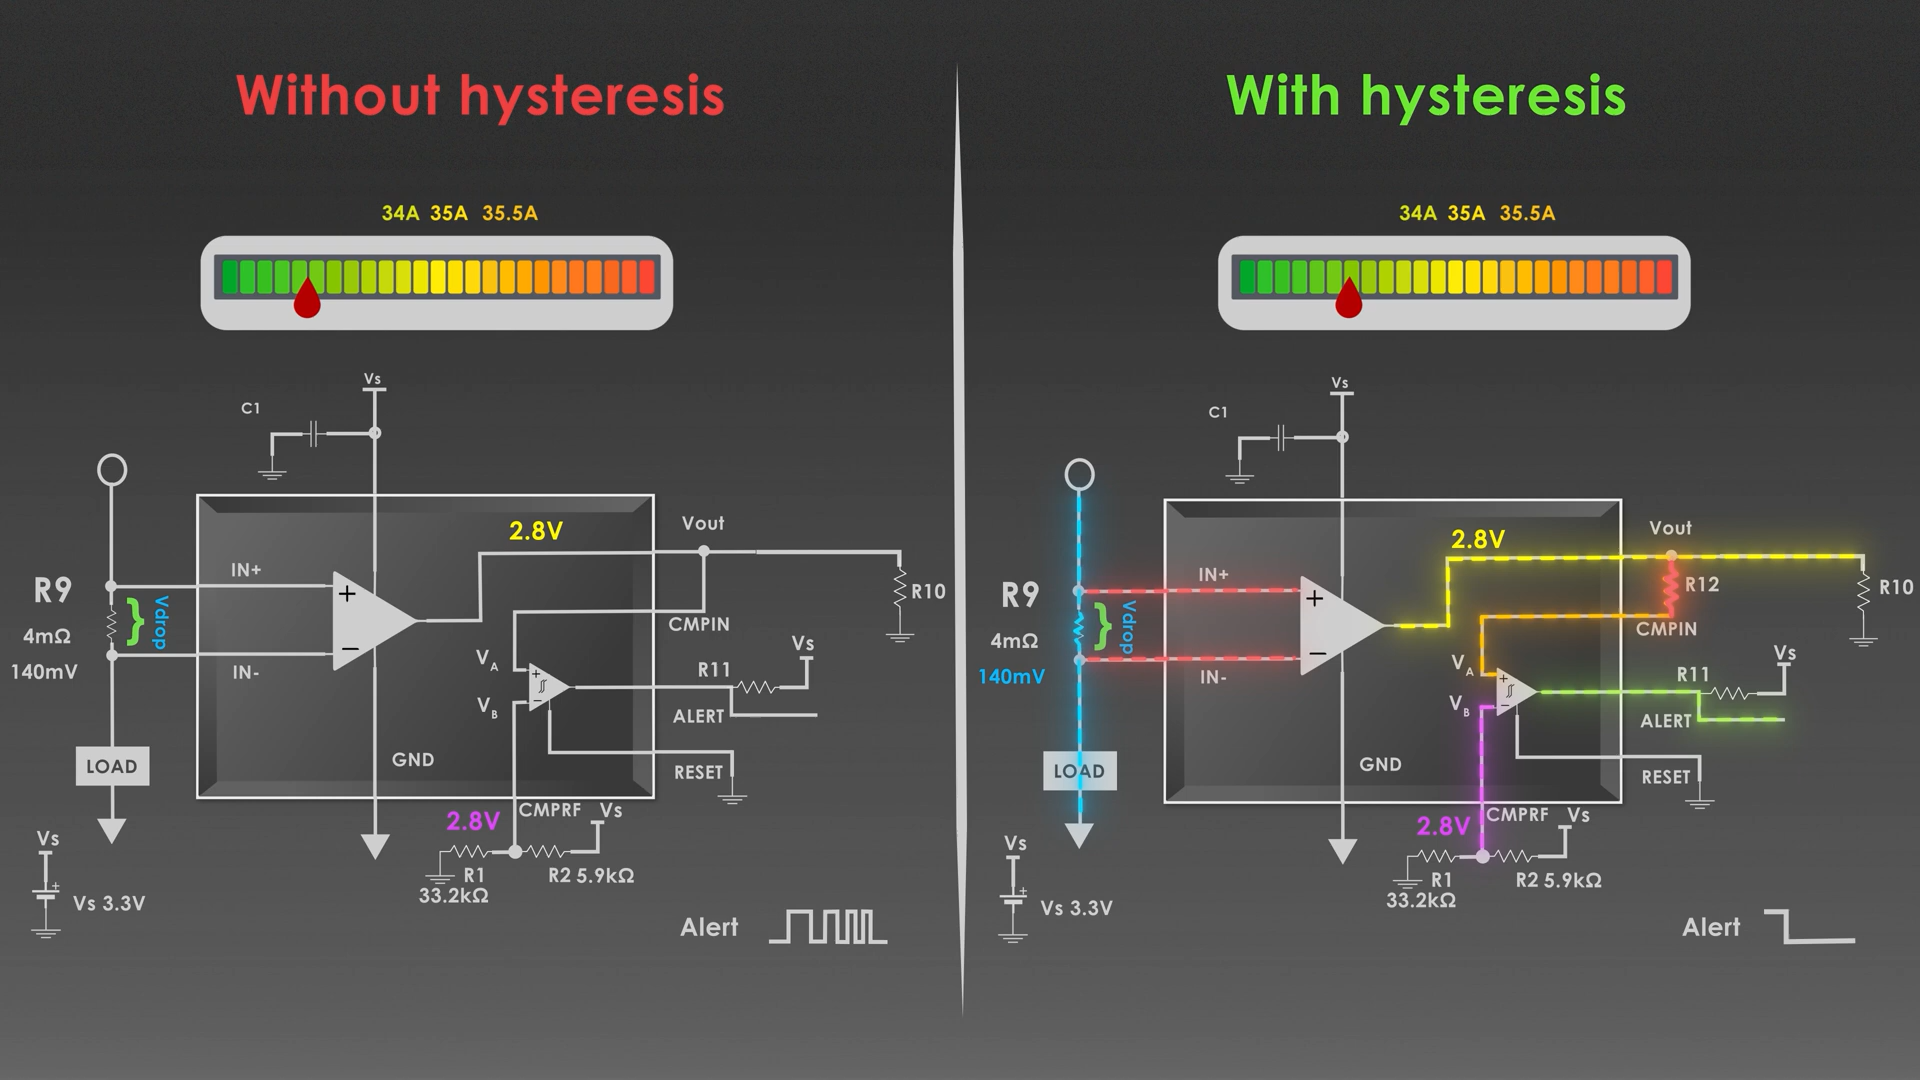 Without hysteresis
34A 35A 35.5A
Vs
C1
2.8V
Vout
IN+
R9
4mΩ
140mV
Vdrop
+
−
IN-
CMPIN
R10
VA
VB
+
−
R11
Vs
ALERT
LOAD
GND
RESET
CMPRF
Vs
2.8V
R1
33.2kΩ
R2 5.9kΩ
Vs
+
Vs 3.3V
Alert
With hysteresis
34A 35A 35.5A
Vs
C1
2.8V
Vout
IN+
R9
4mΩ
140mV
Vdrop
+
−
IN-
R12
CMPIN
R10
VA
VB
+
−
R11
Vs
ALERT
LOAD
GND
RESET
CMPRF
Vs
2.8V
R1
33.2kΩ
R2 5.9kΩ
Vs
+
Vs 3.3V
Alert